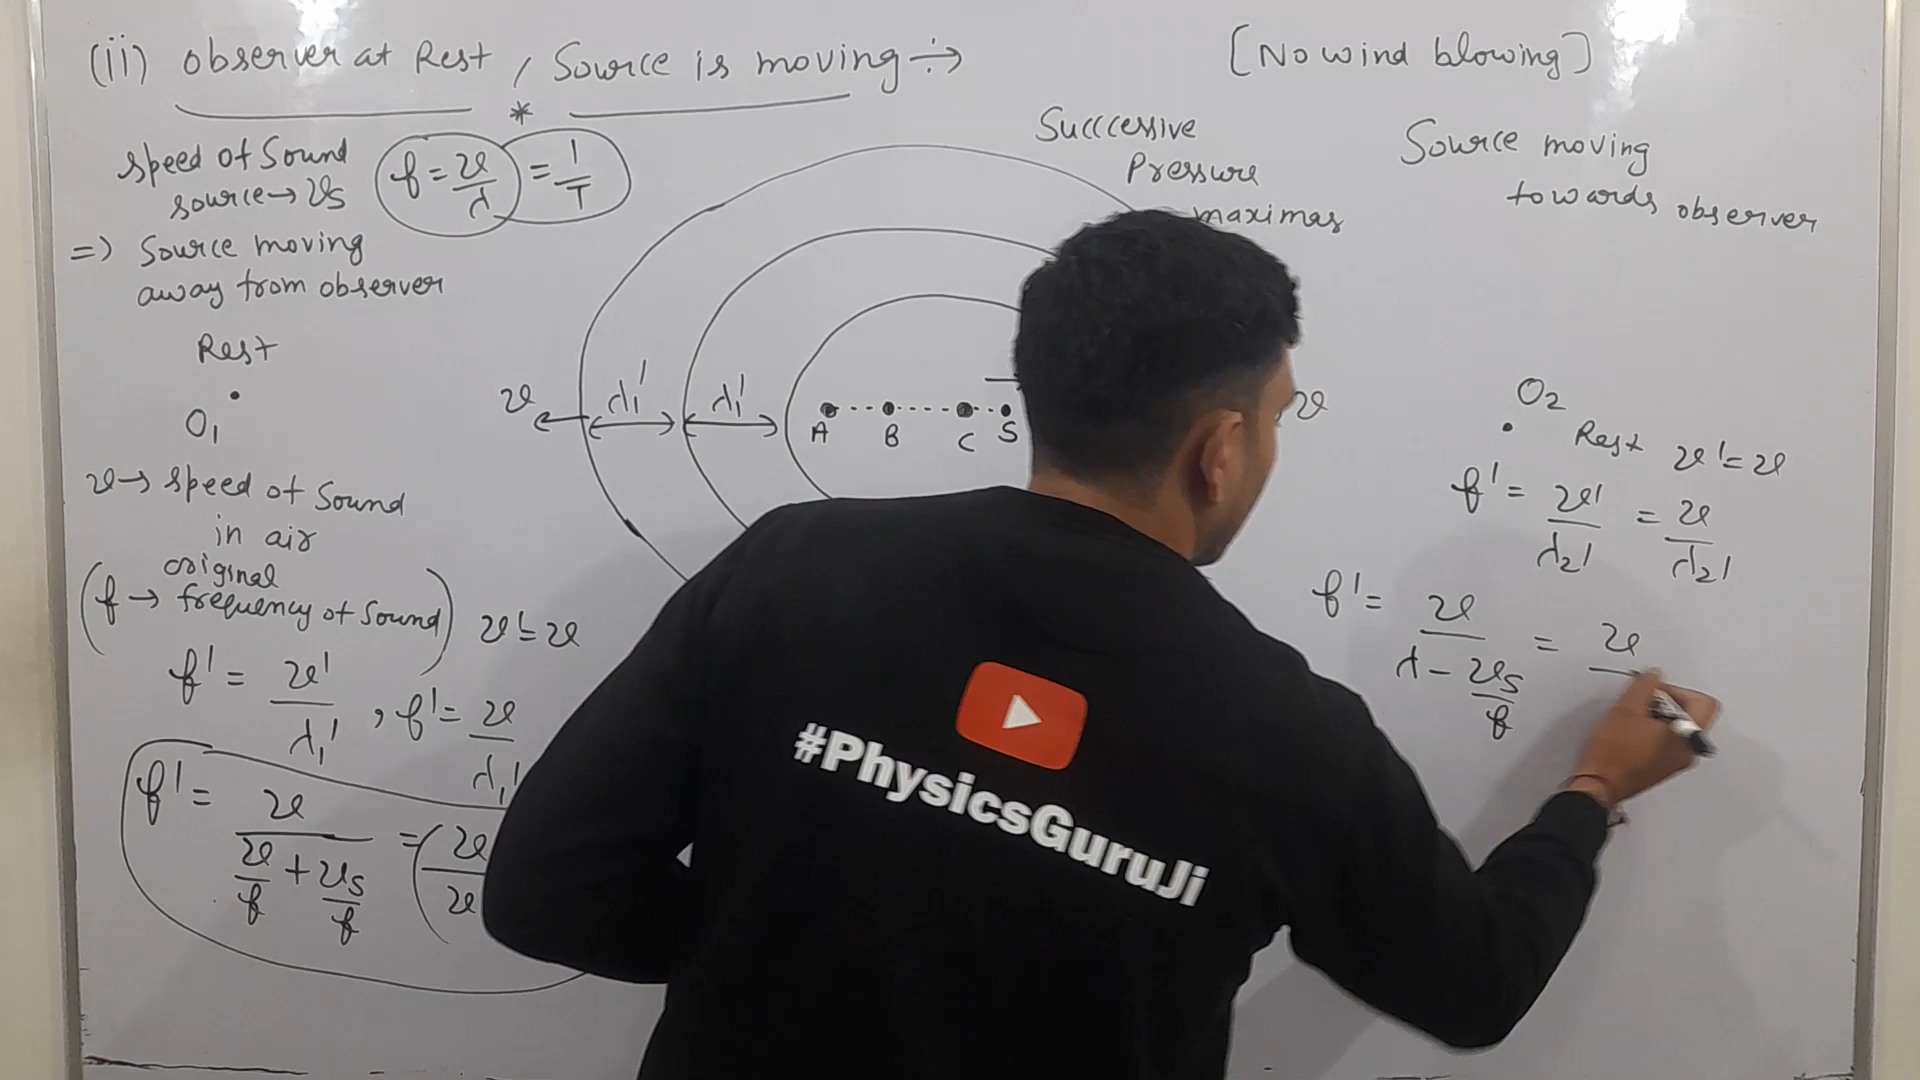 (ii) Observer at Rest, Source is moving ÷→
[No wind blowing]
*
Speed of Sound
source → vs
f = v/λ = 1/T
=) Source moving
away from observer
Rest
O1
v → Speed of Sound
in air
original
(f → frequency of Sound)
v' = v
f' = v'/λ1' , f' = v/λ1'
f' = v/(v/f + vs/f) = (v/v
Successive
Pressure
maximas
v
λ1'
λ1'
A
B
C
S
v
Source moving
towards observer
O2
Rest v' = v
f' = v'/λ2' = v/λ2'
f' = v/(λ - vs/f) = v/
#PhysicsGuruJi